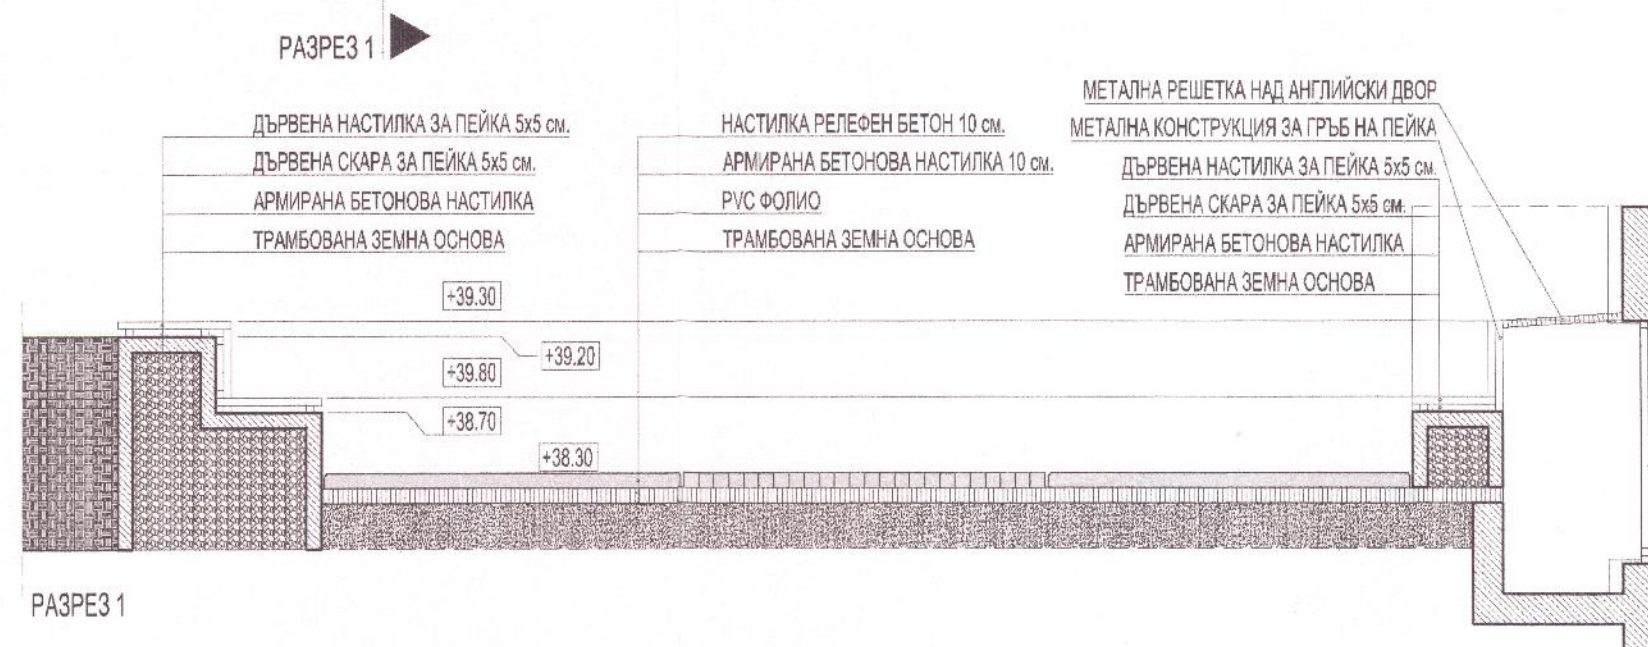 РАЗРЕЗ 1
ДЪРВЕНА НАСТИЛКА ЗА ПЕЙКА 5х5 см.
ДЪРВЕНА СКАРА ЗА ПЕЙКА 5х5 см.
АРМИРАНА БЕТОНОВА НАСТИЛКА
ТРАМБОВАНА ЗЕМНА ОСНОВА
НАСТИЛКА РЕЛЕФЕН БЕТОН 10 см.
АРМИРАНА БЕТОНОВА НАСТИЛКА 10 см.
PVC ФОЛИО
ТРАМБОВАНА ЗЕМНА ОСНОВА
МЕТАЛНА РЕШЕТКА НАД АНГЛИЙСКИ ДВОР
МЕТАЛНА КОНСТРУКЦИЯ ЗА ГРЪБ НА ПЕЙКА
ДЪРВЕНА НАСТИЛКА ЗА ПЕЙКА 5х5 см.
ДЪРВЕНА СКАРА ЗА ПЕЙКА 5х5 см.
АРМИРАНА БЕТОНОВА НАСТИЛКА
ТРАМБОВАНА ЗЕМНА ОСНОВА
+39.30
+39.20
+39.80
+38.70
+38.30
РАЗРЕЗ 1